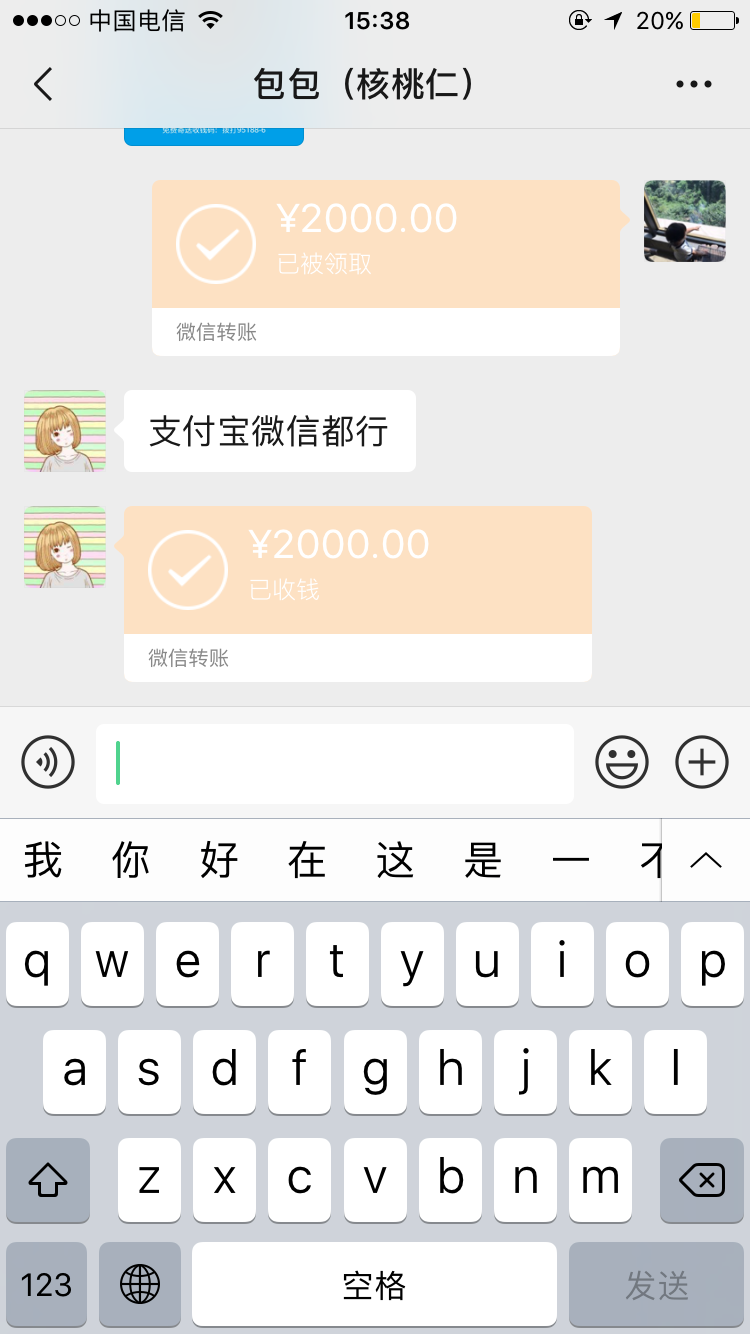 中国电信
15:38
20%
包包（核桃仁）
免费寄送收钱码：拨打95188-6
¥2000.00
已被领取
微信转账
支付宝微信都行
¥2000.00
已收钱
微信转账
我 你 好 在 这 是 一 不
q w e r t y u i o p
a s d f g h j k l
z x c v b n m
123 空格 发送